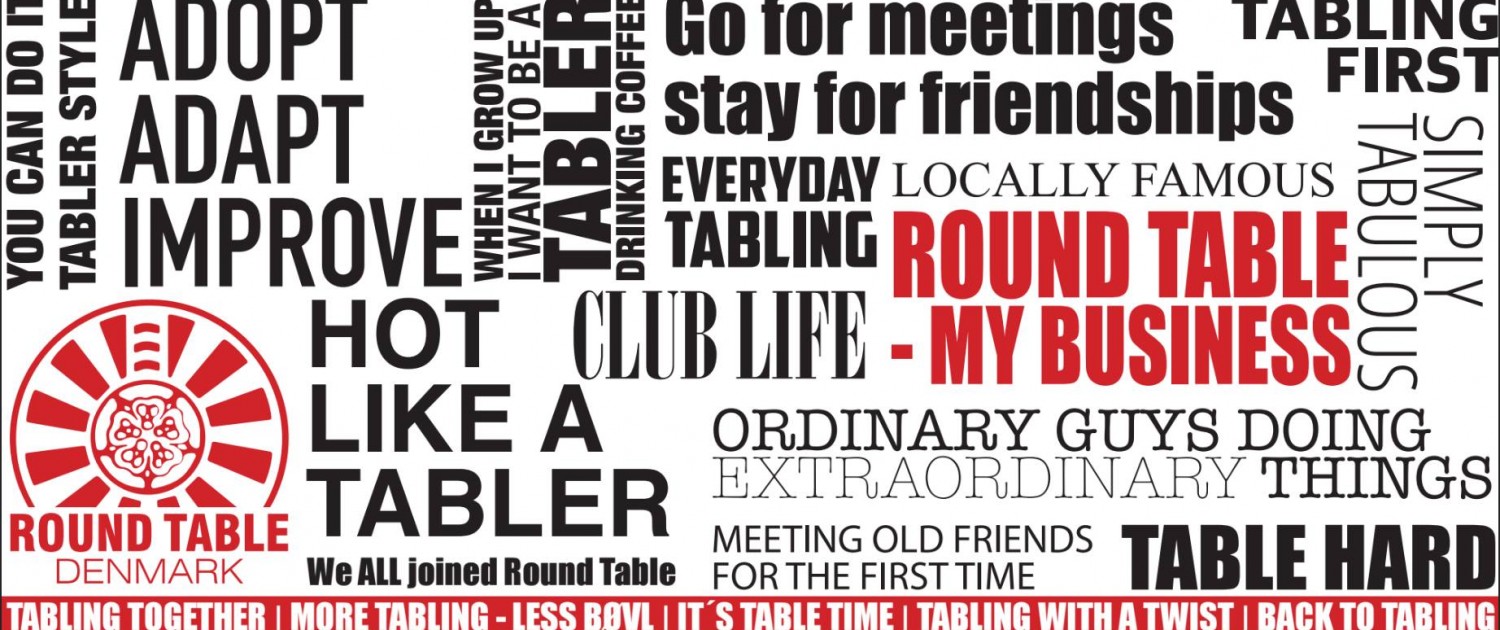 YOU CAN DO IT
TABLER STYLE
ADOPT
ADAPT
IMPROVE
WHEN I GROW UP
I WANT TO BE A
TABLER
DRINKING COFFEE
Go for meetings
stay for friendships
TABLING
FIRST
SIMPLY
TABULOUS
EVERYDAY
TABLING
LOCALLY FAMOUS
ROUND TABLE
- MY BUSINESS
CLUB LIFE
HOT
LIKE A
TABLER
ROUND TABLE
DENMARK
We ALL joined Round Table
ORDINARY GUYS DOING
EXTRAORDINARY THINGS
MEETING OLD FRIENDS
FOR THE FIRST TIME
TABLE HARD
TABLING TOGETHER | MORE TABLING - LESS BØVL | IT´S TABLE TIME | TABLING WITH A TWIST | BACK TO TABLING